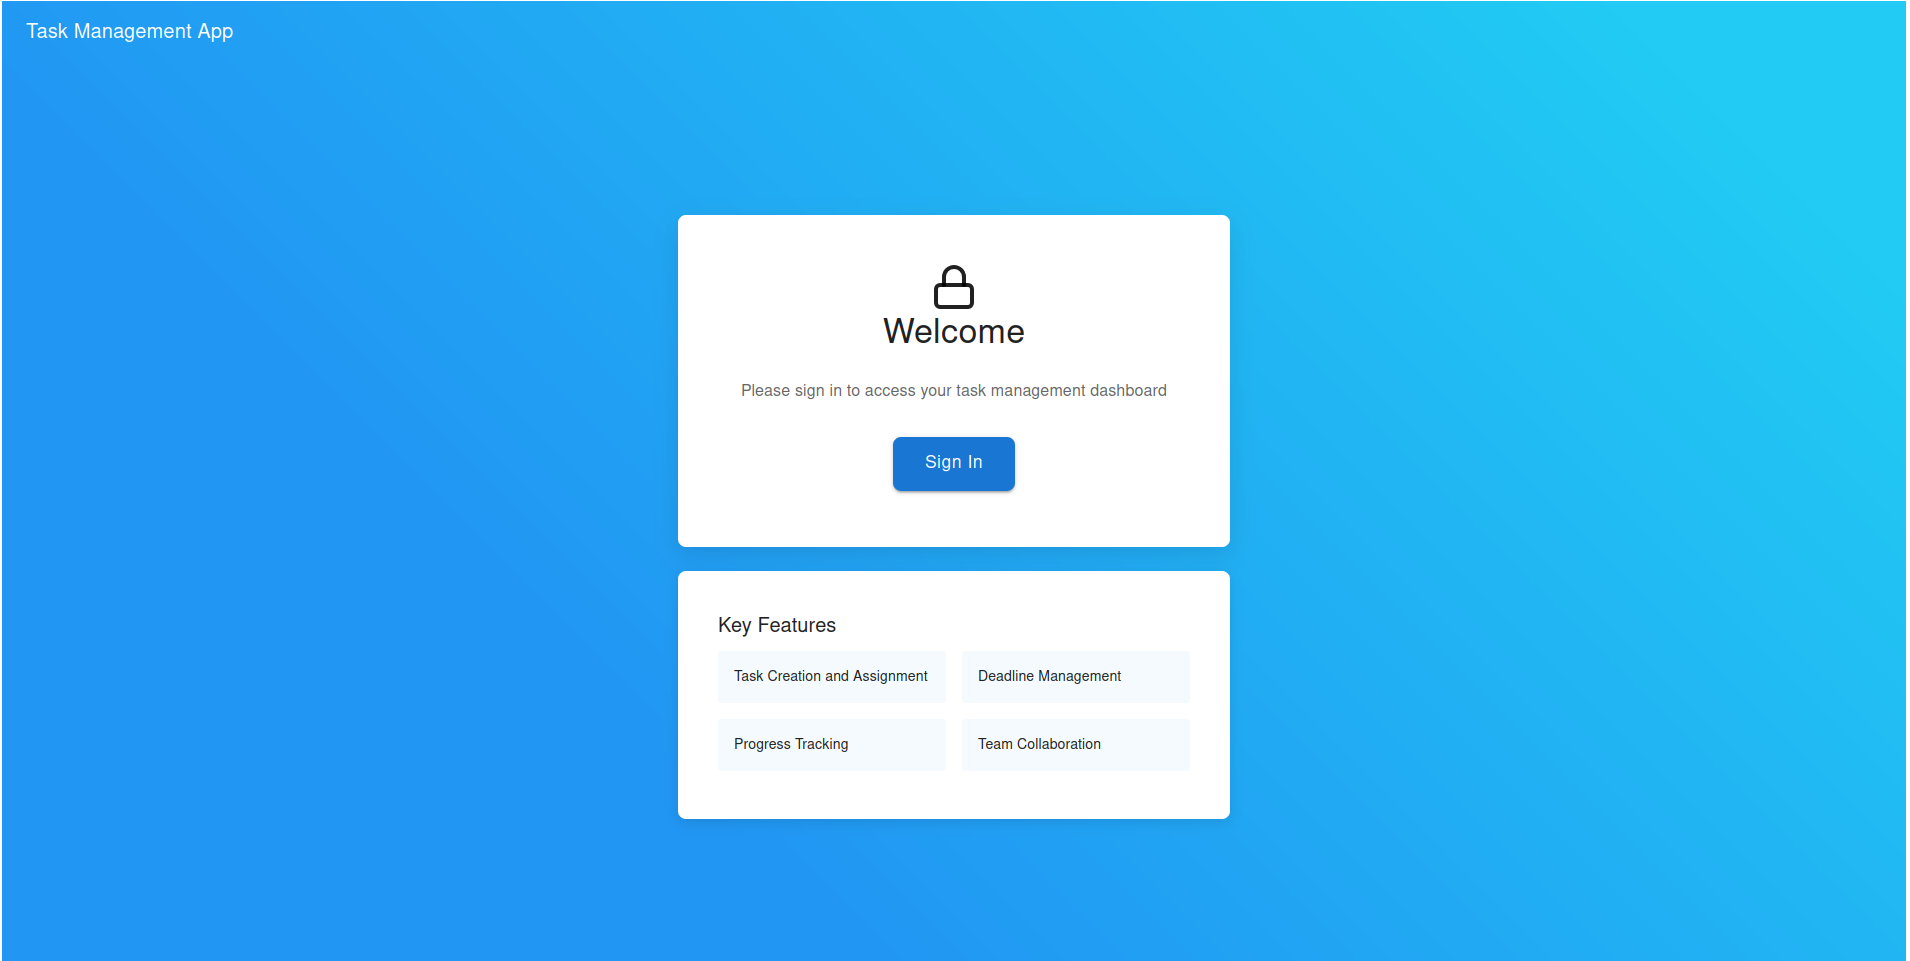 Task Management App
Welcome
Please sign in to access your task management dashboard
Sign In
Key Features
Task Creation and Assignment
Deadline Management
Progress Tracking
Team Collaboration